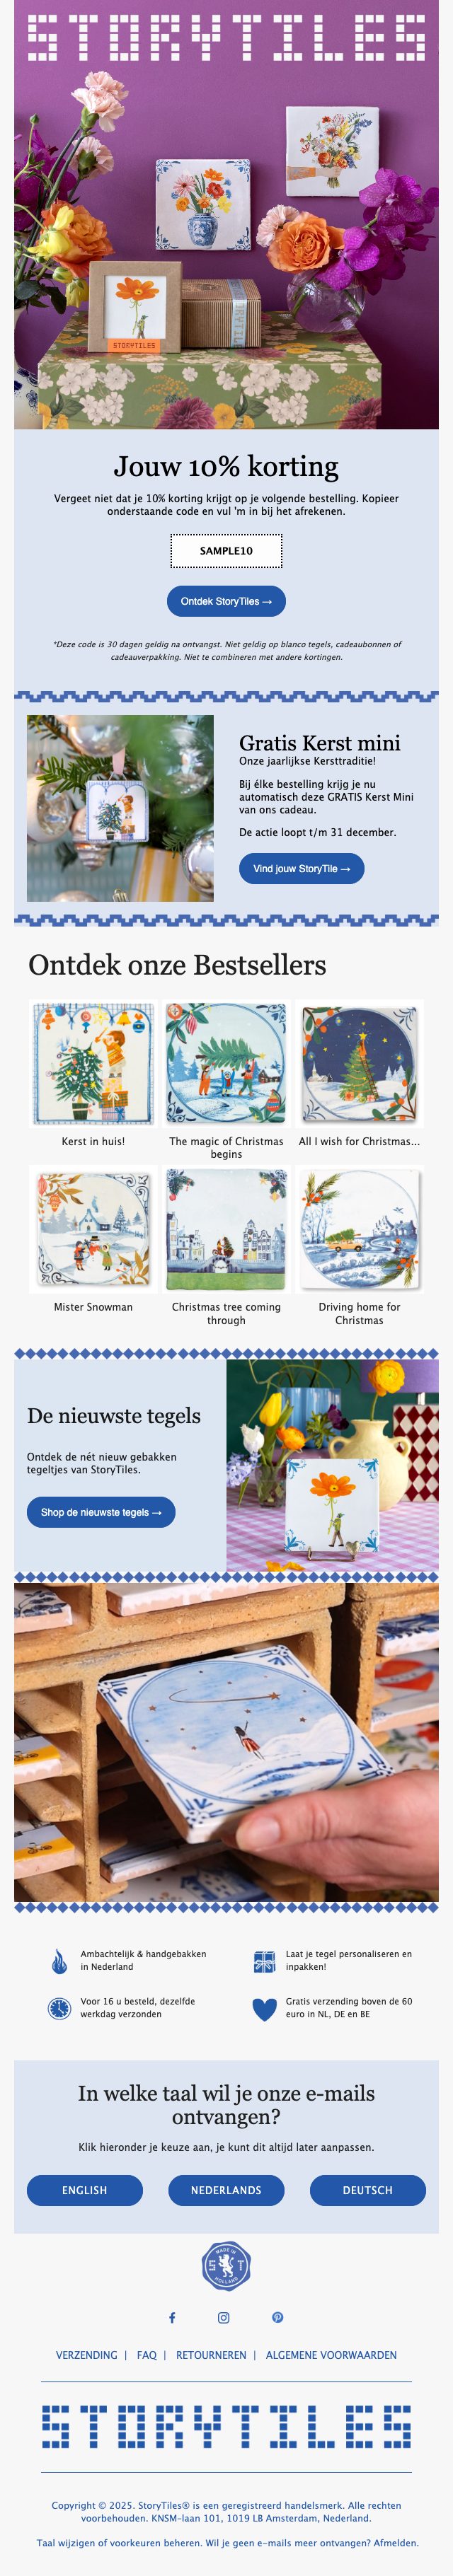 STORYTILES
STORYTILES
Jouw 10% korting
Vergeet niet dat je 10% korting krijgt op je volgende bestelling. Kopieer
onderstaande code en vul 'm in bij het afrekenen.
SAMPLE10
Ontdek StoryTiles →
*Deze code is 30 dagen geldig na ontvangst. Niet geldig op blanco tegels, cadeaubonnen of
cadeauverpakking. Niet te combineren met andere kortingen.
Gratis Kerst mini
Onze jaarlijkse Kersttraditie!
Bij élke bestelling krijg je nu
automatisch deze GRATIS Kerst Mini
van ons cadeau.
De actie loopt t/m 31 december.
Vind jouw StoryTile →
Ontdek onze Bestsellers
Kerst in huis!
The magic of Christmas
begins
All I wish for Christmas...
Mister Snowman
Christmas tree coming
through
Driving home for
Christmas
De nieuwste tegels
Ontdek de nét nieuw gebakken
tegeltjes van StoryTiles.
Shop de nieuwste tegels →
Ambachtelijk & handgebakken
in Nederland
Laat je tegel personaliseren en
inpakken!
Voor 16 u besteld, dezelfde
werkdag verzonden
Gratis verzending boven de 60
euro in NL, DE en BE
In welke taal wil je onze e-mails
ontvangen?
Klik hieronder je keuze aan, je kunt dit altijd later aanpassen.
ENGLISH
NEDERLANDS
DEUTSCH
MADE IN
S T
HOLLAND
VERZENDING | FAQ | RETOURNEREN | ALGEMENE VOORWAARDEN
STORYTILES
Copyright © 2025. StoryTiles® is een geregistreerd handelsmerk. Alle rechten
voorbehouden. KNSM-laan 101, 1019 LB Amsterdam, Nederland.
Taal wijzigen of voorkeuren beheren. Wil je geen e-mails meer ontvangen? Afmelden.